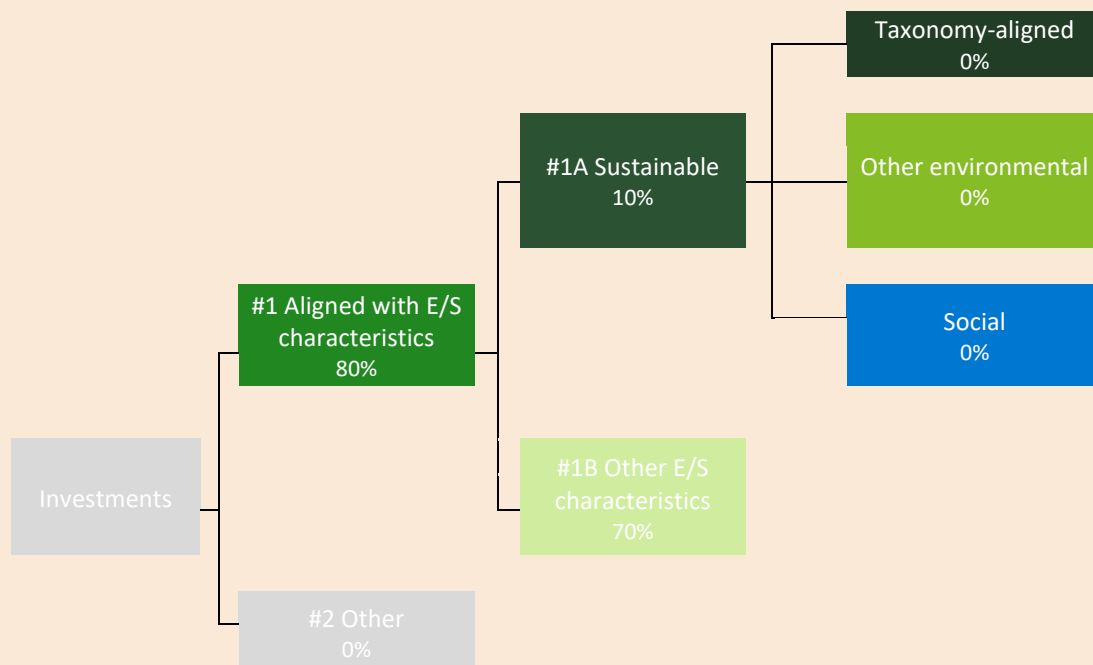 Taxonomy-aligned
0%
#1A Sustainable
10%
Other environmental
0%
#1 Aligned with E/S
characteristics
80%
Social
0%
Investments
#1B Other E/S
characteristics
70%
#2 Other
0%